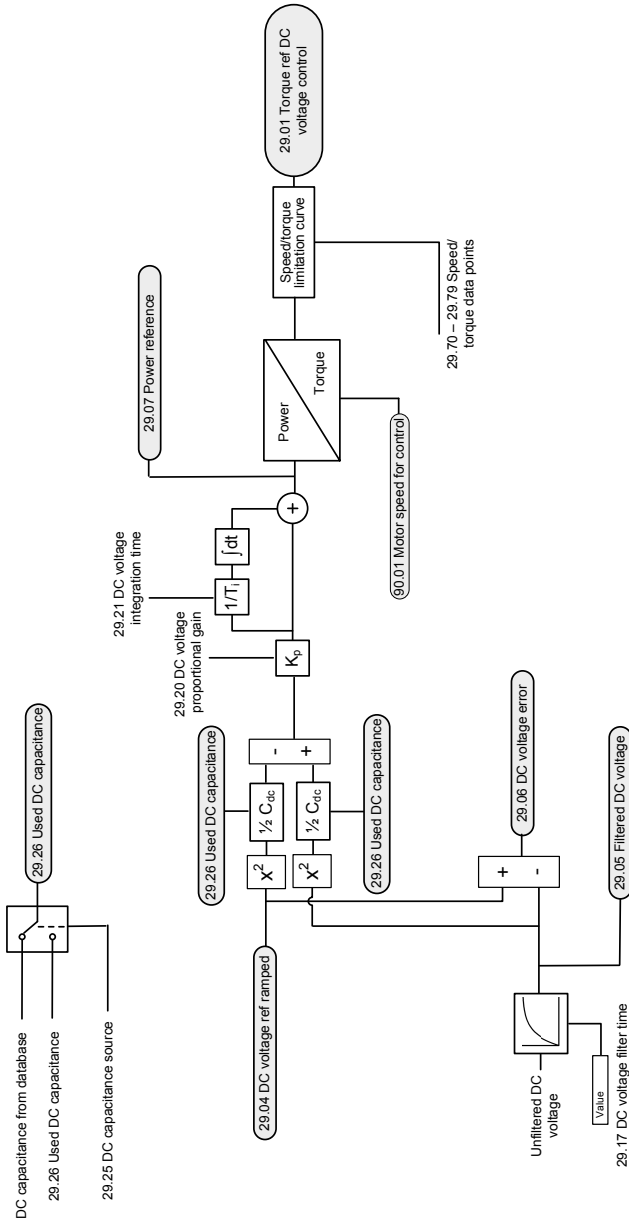 DC capacitance from database
29.26 Used DC capacitance
29.25 DC capacitance source
29.26 Used DC capacitance
29.21 DC voltage
integration time
29.20 DC voltage
proportional gain
29.07 Power reference
29.26 Used DC capacitance
29.04 DC voltage ref ramped
x²
½ Cdc
-
+
x²
½ Cdc
29.26 Used DC capacitance
Kp
1/Ti
∫dt
+
Power
Torque
Speed/torque
limitation curve
29.01 Torque ref DC
voltage control
90.01 Motor speed for control
29.70 – 29.79 Speed/
torque data points
+
-
29.06 DC voltage error
Unfiltered DC
voltage
Value
29.17 DC voltage filter time
29.05 Filtered DC voltage